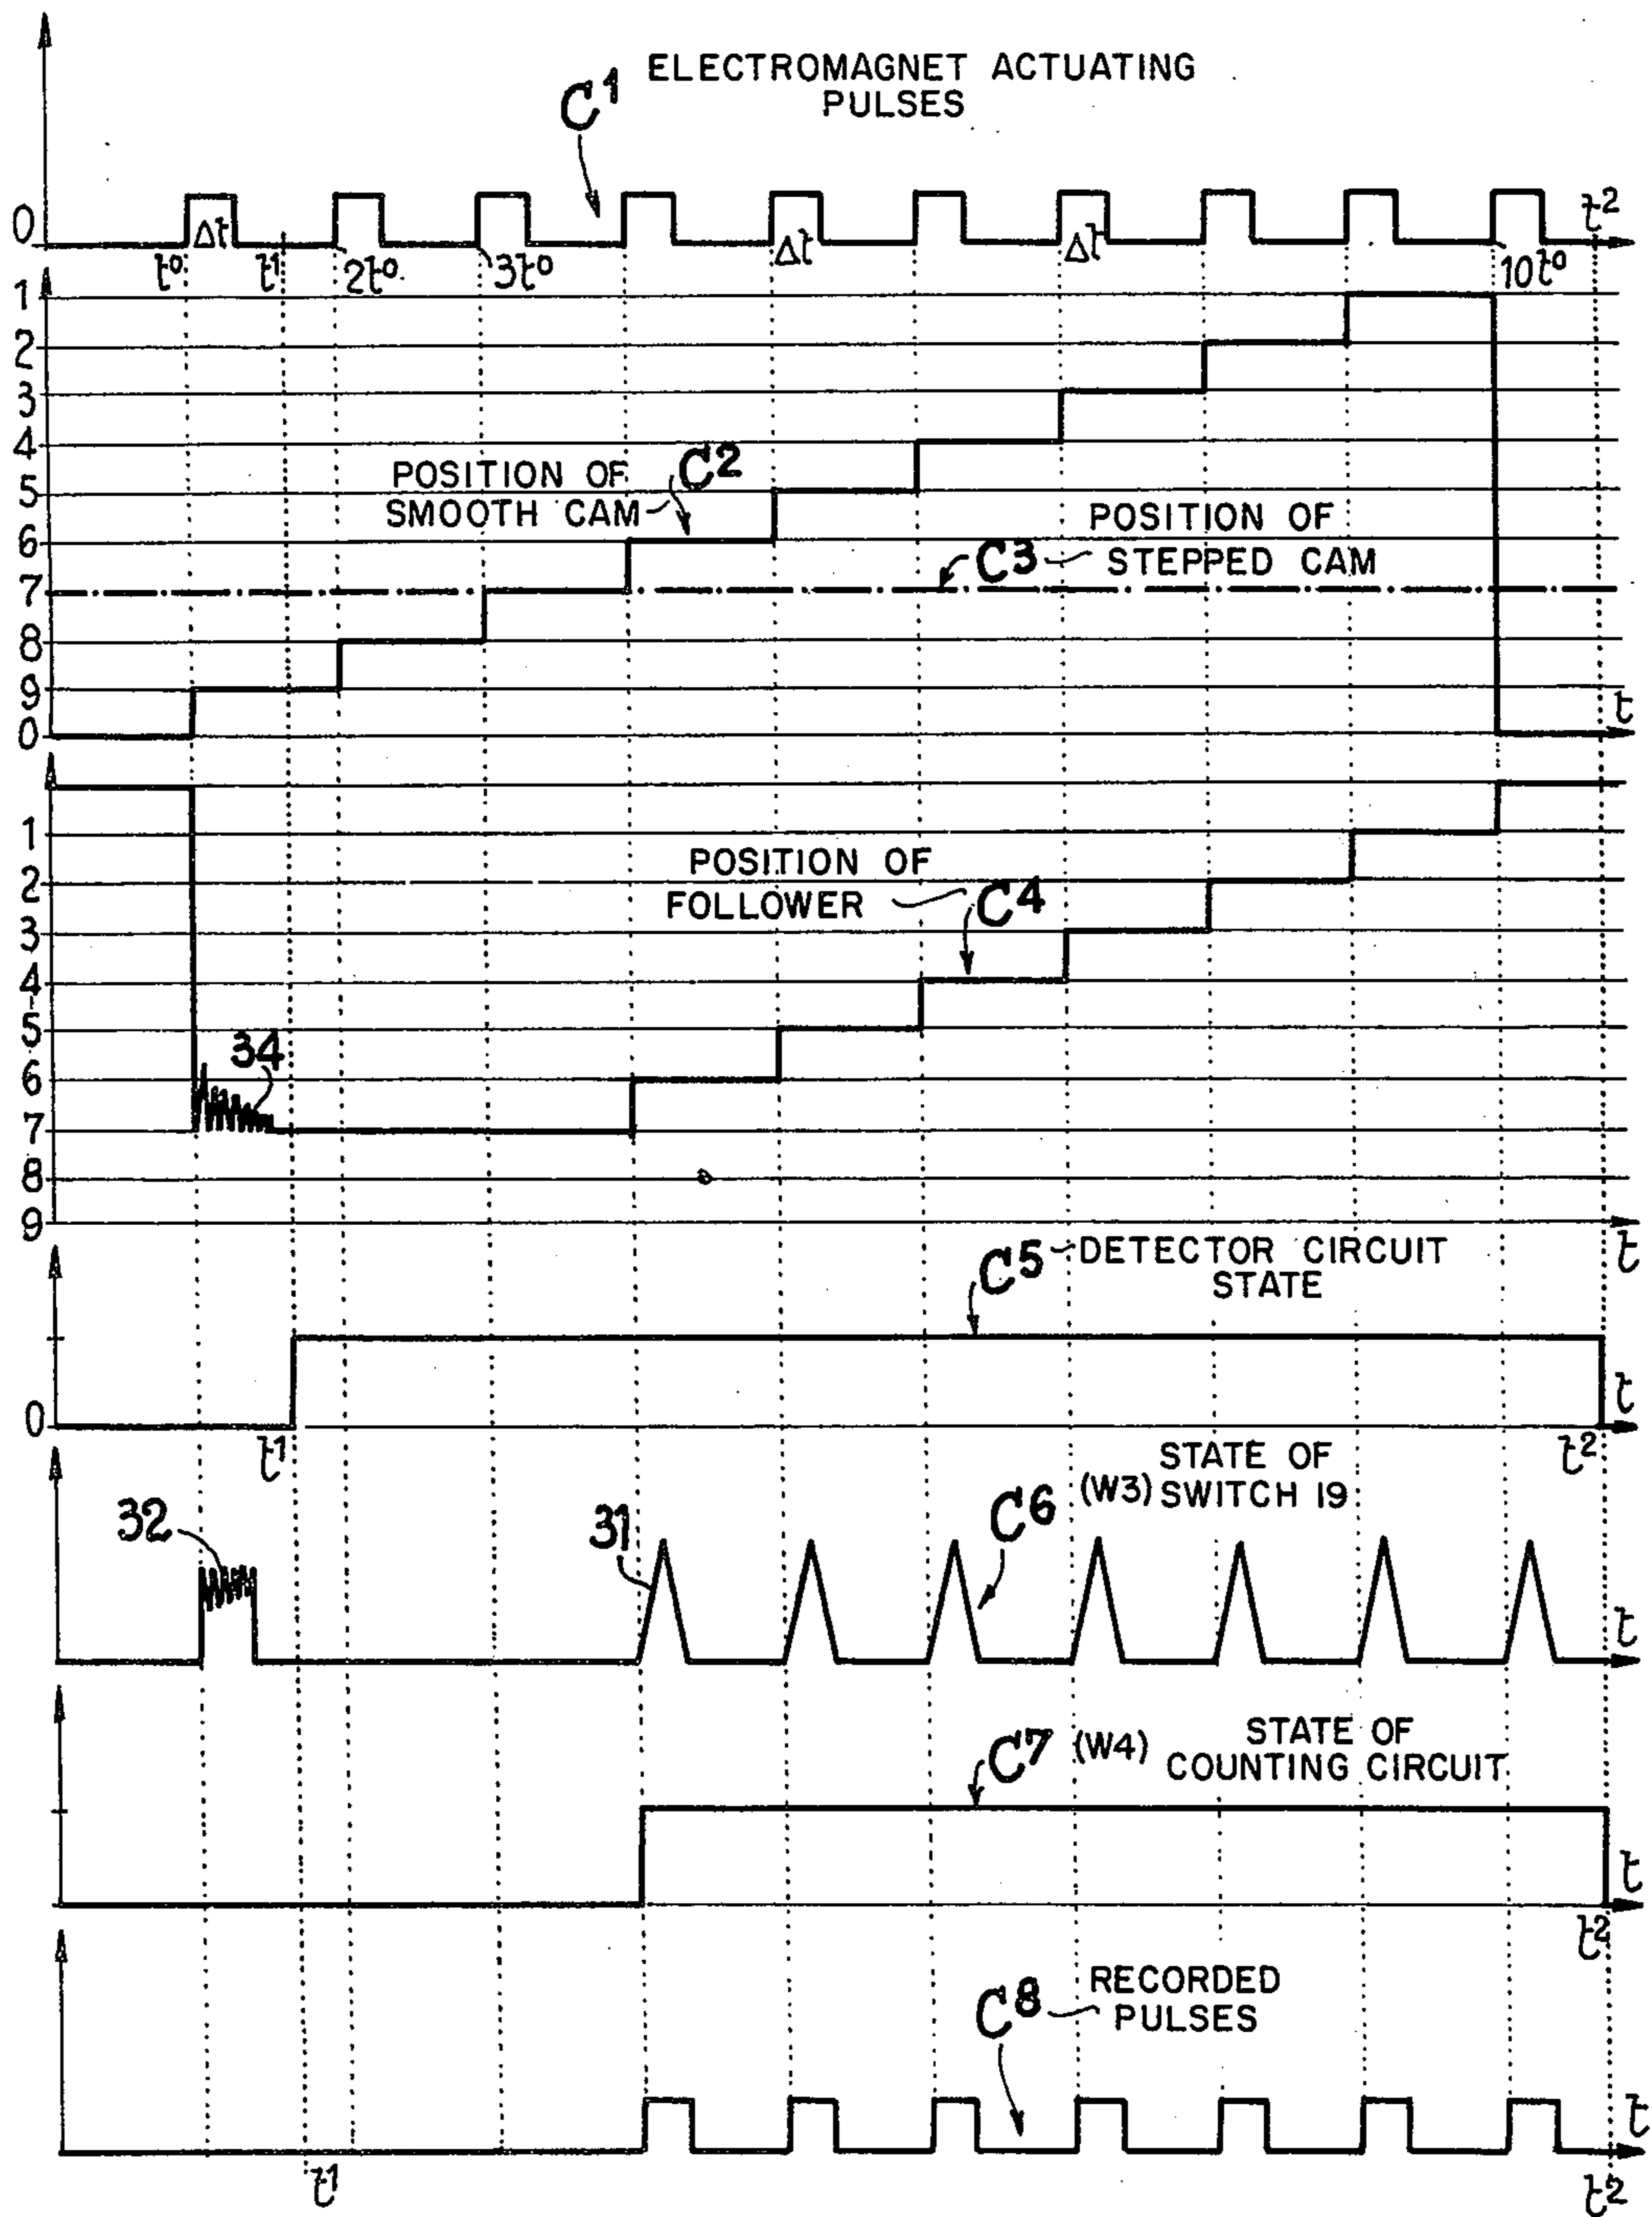 ELECTROMAGNET ACTUATING
PULSES
C1
0
Δt
Δt
Δt
t2
t0
t1
2t0
3t0
10t0
1
2
3
4
5
6
7
8
9
0
POSITION OF
SMOOTH CAM
C2
POSITION OF
STEPPED CAM
C3
t
1
2
3
4
5
6
7
8
9
POSITION OF
FOLLOWER
C4
34
t
C5
DETECTOR CIRCUIT
STATE
0
t
t1
t2
STATE OF
(W3) SWITCH 19
C6
32
31
t
C7 (W4)
STATE OF
COUNTING CIRCUIT
t
t2
C8
RECORDED
PULSES
t
t1
t2